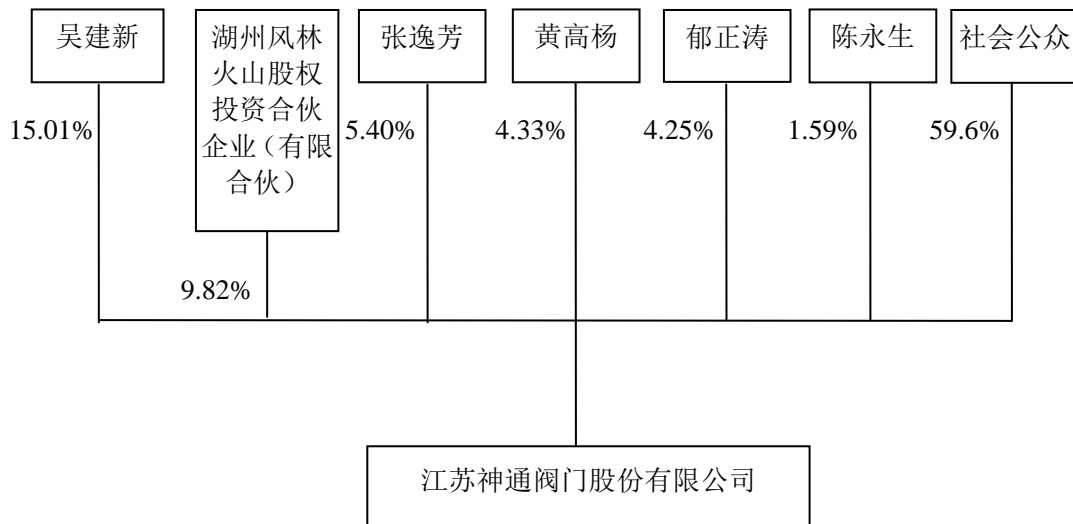 吴建新
湖州风林
火山股权
投资合伙
企业（有限
合伙）
张逸芳
黄高杨
郁正涛
陈永生
社会公众
15.01%
5.40%
4.33%
4.25%
1.59%
59.6%
9.82%
江苏神通阀门股份有限公司